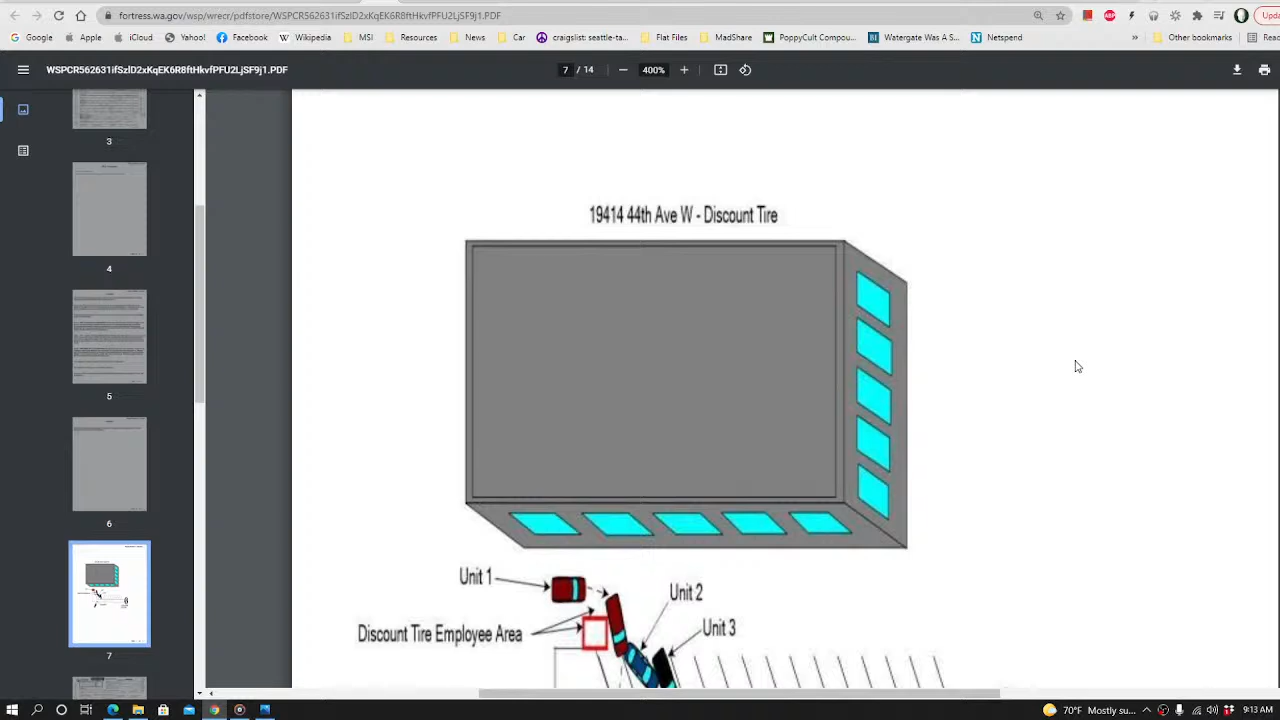 fortress.wa.gov/wsp/wrecr/pdfstore/WSPCR562631ifSzlD2xKqEK6R8ftHkvfPFU2LjSF9j1.PDF
ABP
Upda
Google
Apple
iCloud
Yahoo!
Facebook
Wikipedia
MSi
Resources
News
Car
craigslist: seattle-ta...
Flat Files
MadShare
PoppyCult Compou...
Watergate Was A S...
Netspend
»
Other bookmarks
Reac
WSPCR562631ifSzlD2xKqEK6R8ftHkvfPFU2LjSF9j1.PDF
7 / 14
400%
3
4
5
6
7
19414 44th Ave W - Discount Tire
Unit 1
Unit 2
Unit 3
Discount Tire Employee Area
70°F Mostly su...
9:13 AM